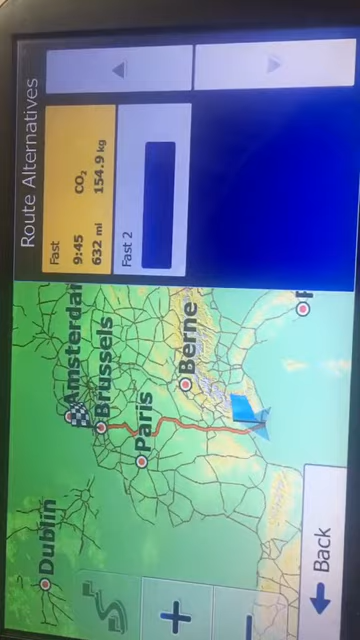 Route Alternatives
Fast
9:45 CO₂
632 mi 154.9 kg
Fast 2
Dublin
Amsterdam
Brussels
Paris
Berne
+
-
Back